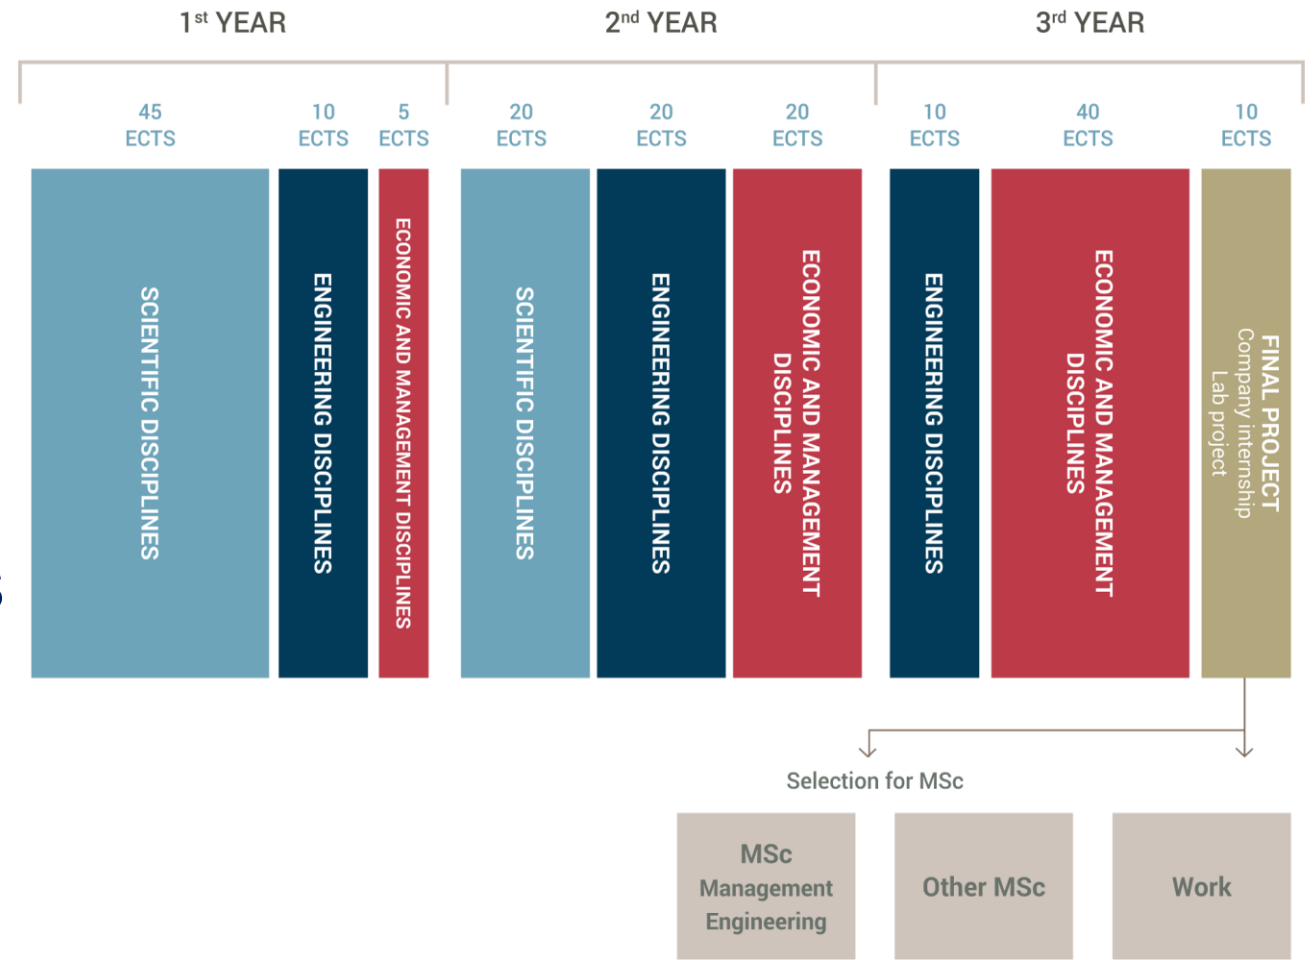 1st YEAR
2nd YEAR
3rd YEAR
45
ECTS
10
ECTS
5
ECTS
20
ECTS
20
ECTS
20
ECTS
10
ECTS
40
ECTS
10
ECTS
SCIENTIFIC DISCIPLINES
ENGINEERING DISCIPLINES
ECONOMIC AND MANAGEMENT DISCIPLINES
SCIENTIFIC DISCIPLINES
ENGINEERING DISCIPLINES
ECONOMIC AND MANAGEMENT
DISCIPLINES
ENGINEERING DISCIPLINES
ECONOMIC AND MANAGEMENT
DISCIPLINES
FINAL PROJECT
Company internship
Lab project
Selection for MSc
MSc
Management
Engineering
Other MSc
Work